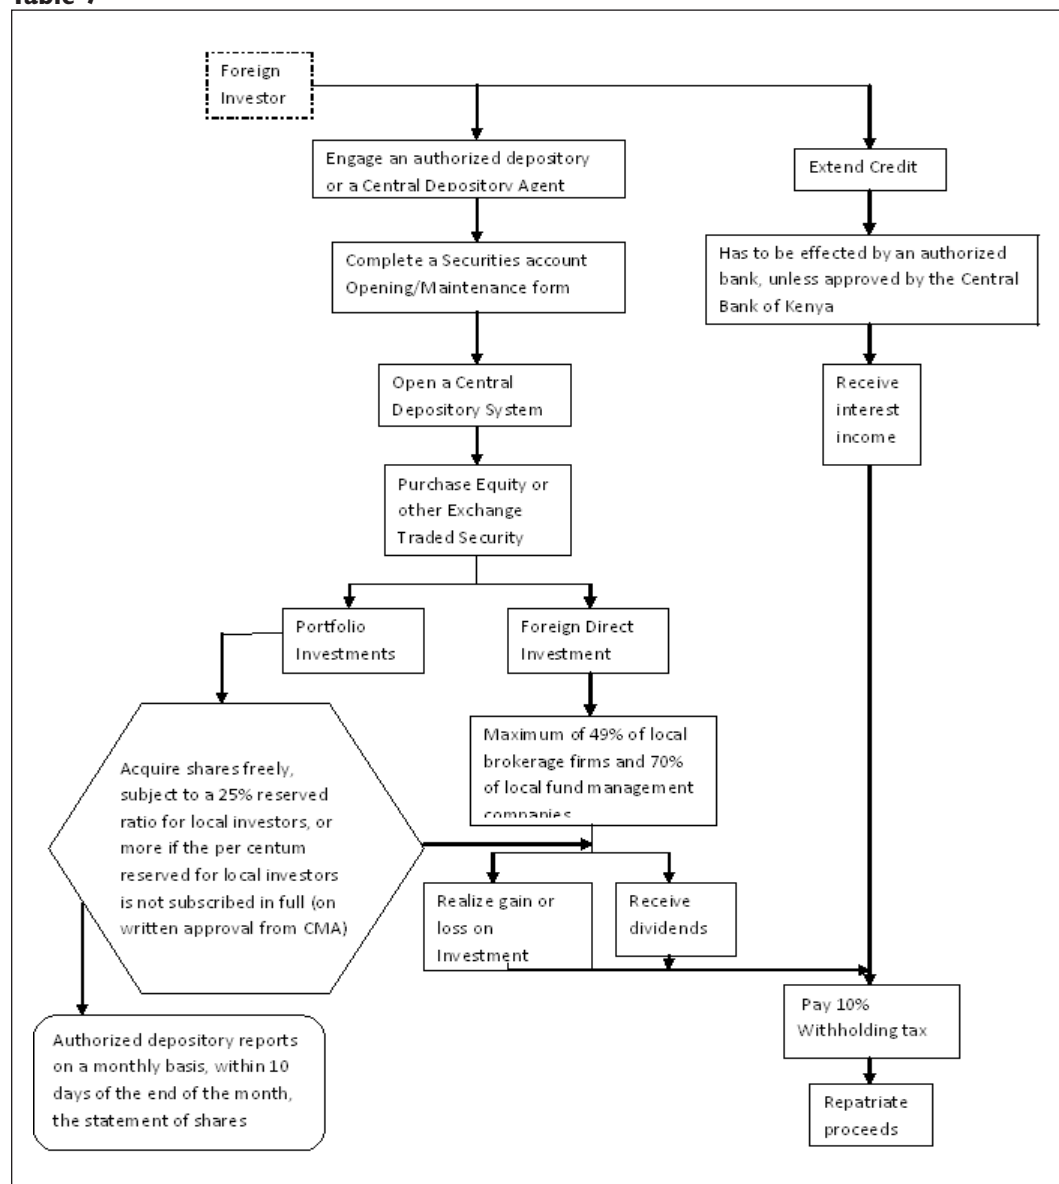 Foreign
Investor
Engage an authorized depository
or a Central Depository Agent
Extend Credit
Complete a Securities account
Opening/Maintenance form
Has to be effected by an authorized
bank, unless approved by the Central
Bank of Kenya
Open a Central
Depository System
Receive
interest
income
Purchase Equity or
other Exchange
Traded Security
Portfolio
Investments
Foreign Direct
Investment
Maximum of 49% of local
brokerage firms and 70%
of local fund management
companies
Acquire shares freely,
subject to a 25% reserved
ratio for local investors, or
more if the per centum
reserved for local investors
is not subscribed in full (on
written approval from CMA)
Realize gain or
loss on
Investment
Receive
dividends
Pay 10%
Withholding tax
Authorized depository reports
on a monthly basis, within 10
days of the end of the month,
the statement of shares
Repatriate
proceeds